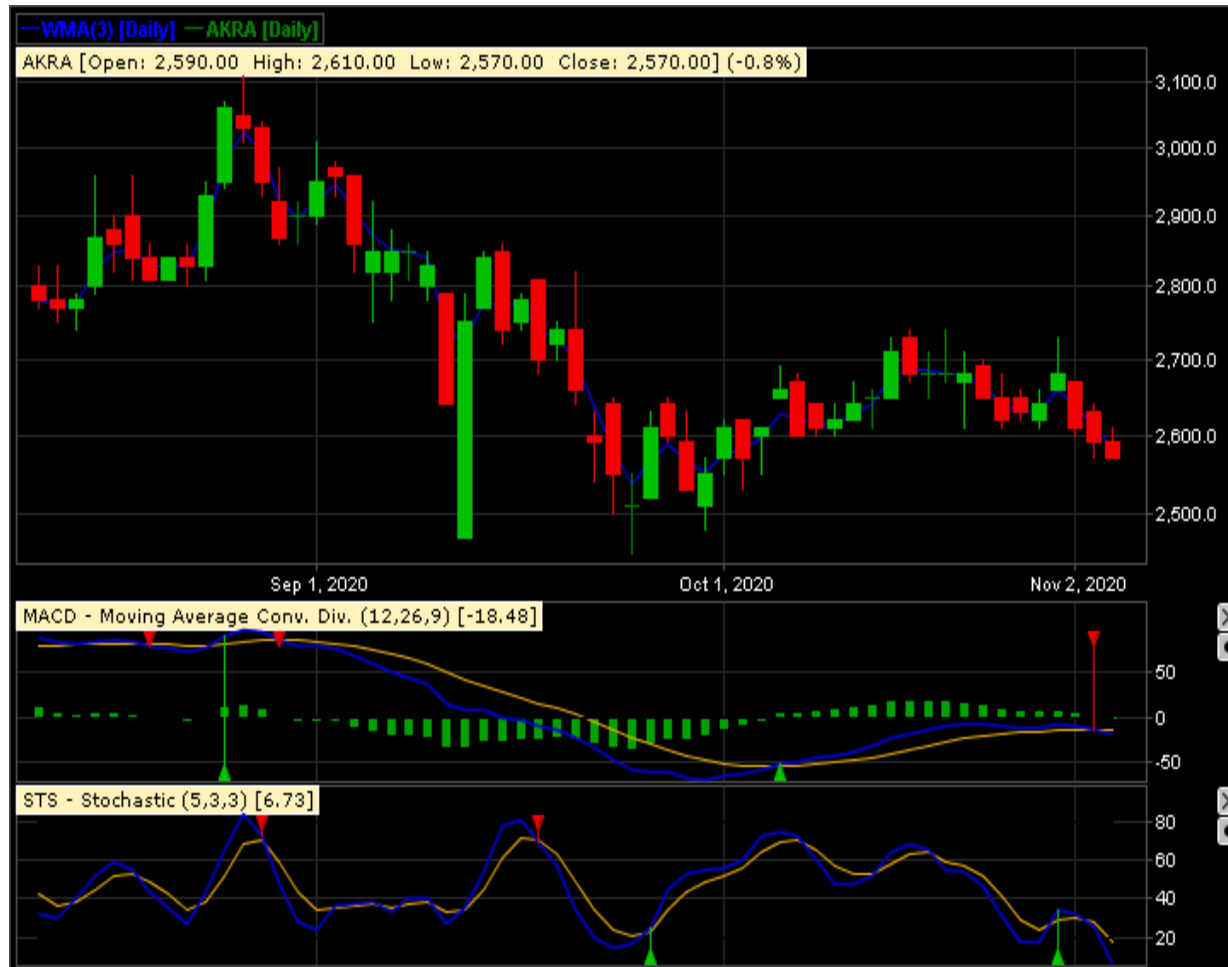 WMA(3) [Daily] AKRA [Daily]
AKRA [Open: 2,590.00 High: 2,610.00 Low: 2,570.00 Close: 2,570.00] (-0.8%)
3,100.0
3,000.0
2,900.0
2,800.0
2,700.0
2,600.0
2,500.0
Sep 1, 2020 Oct 1, 2020 Nov 2, 2020
MACD - Moving Average Conv. Div. (12,26,9) [-18.48]
50
0
-50
STS - Stochastic (5,3,3) [6.73]
80
60
40
20